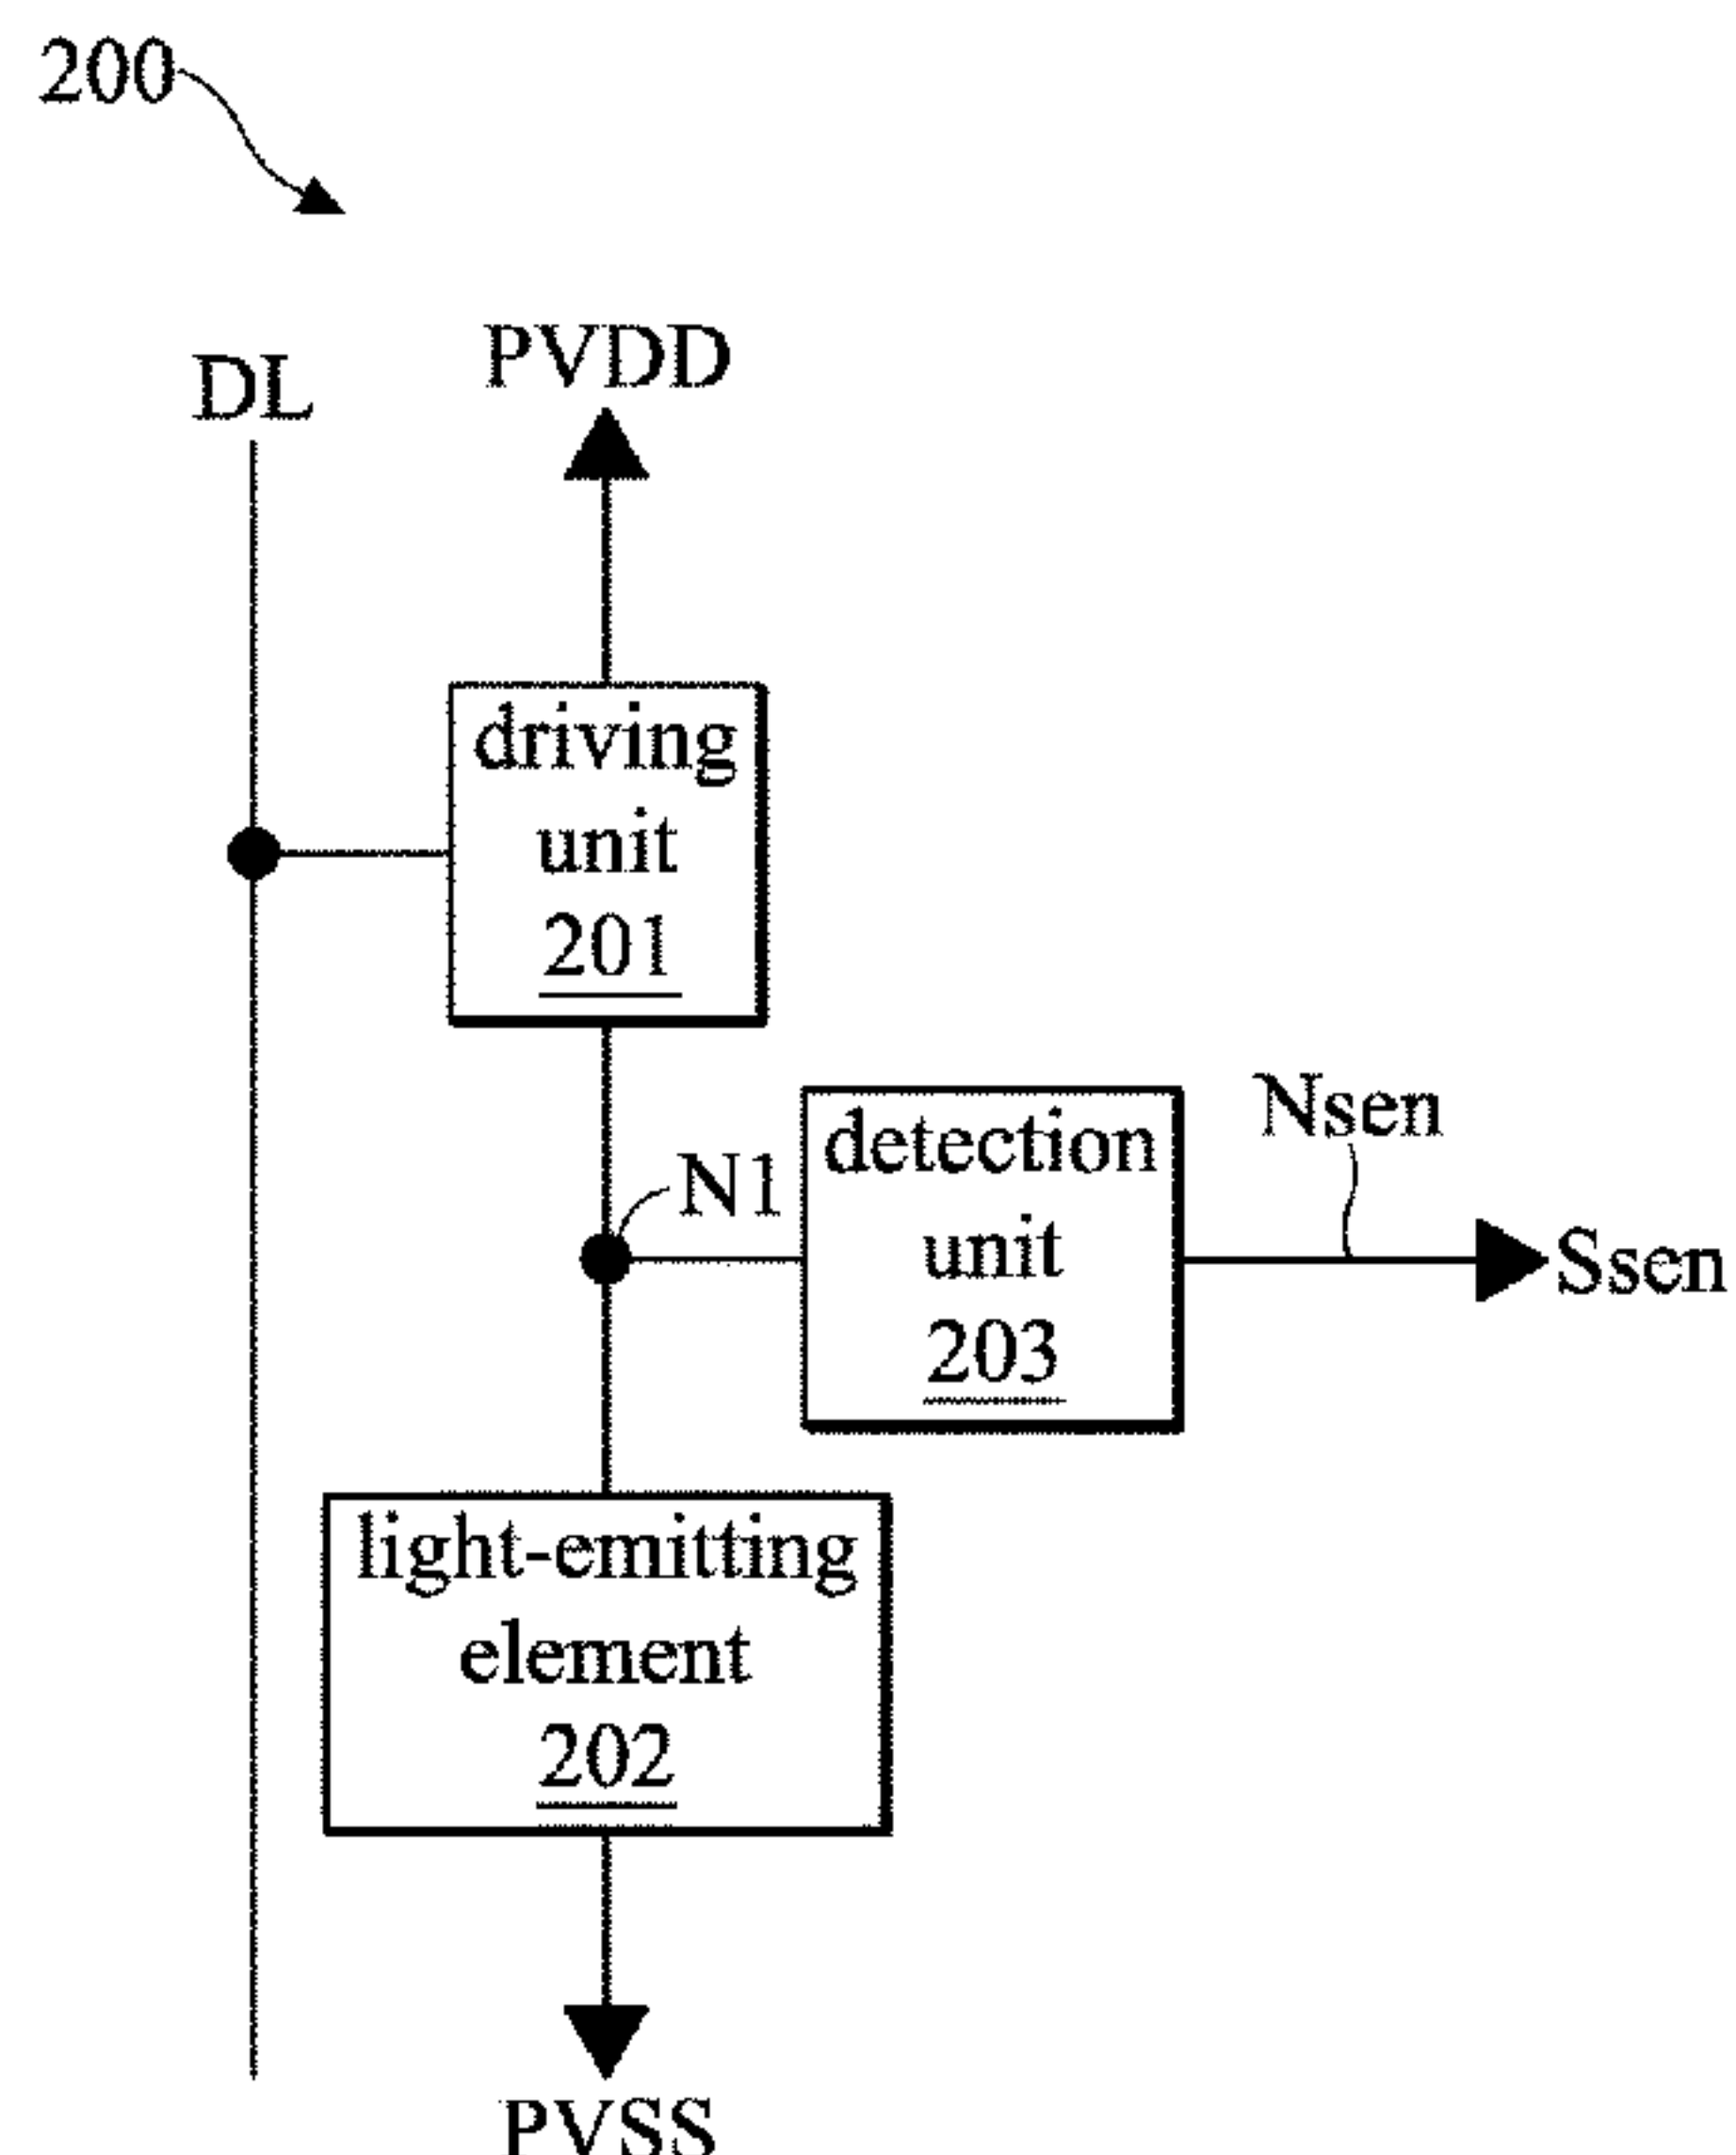 200
DL
PVDD
driving
unit
201
N1
detection
unit
203
Nsen
Ssen
light-emitting
element
202
PVSS